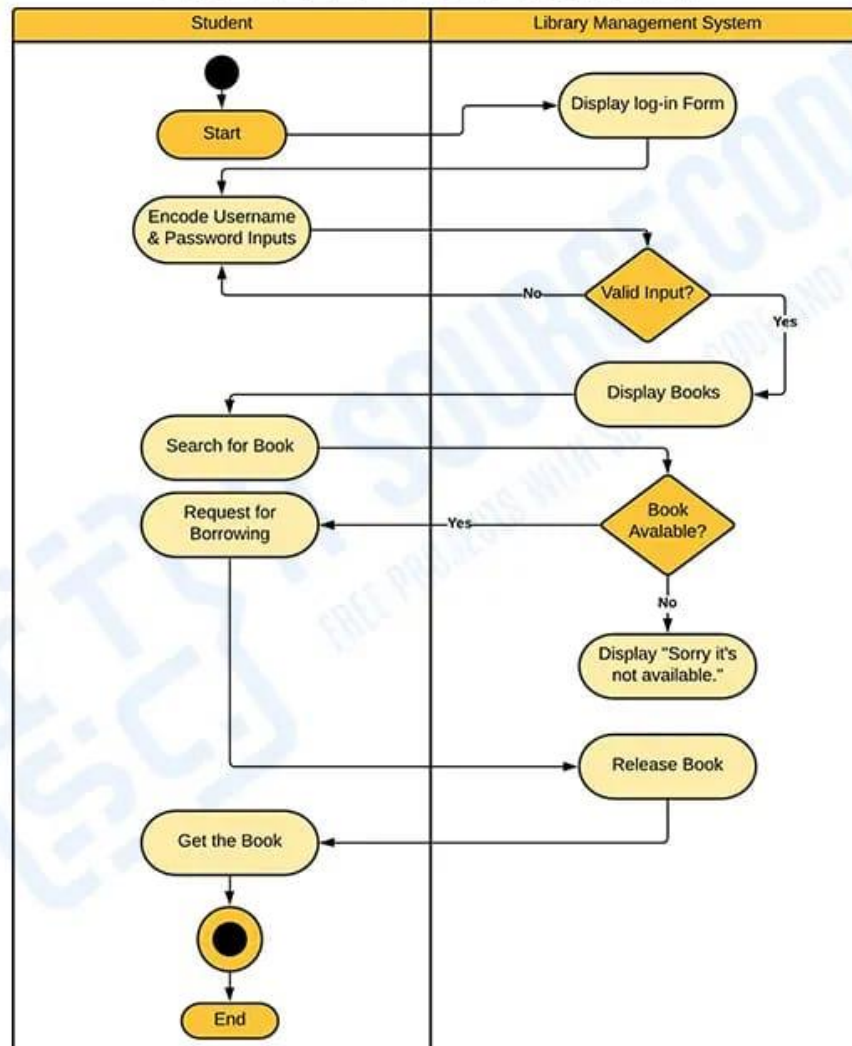 Student
Library Management System
Display log-in Form
Start
Encode Username
& Password Inputs
Valid Input?
No
Yes
Display Books
Search for Book
Request for
Borrowing
Yes
Book
Avalable?
No
Display "Sorry it's
not available."
Release Book
Get the Book
End